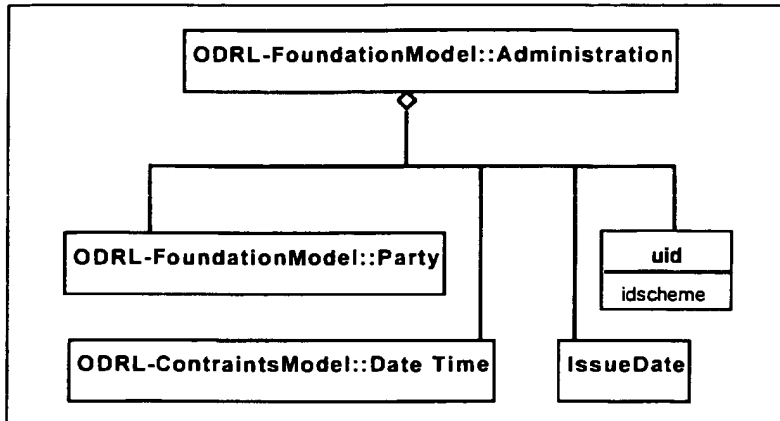 ODRL-FoundationModel::Administration
ODRL-FoundationModel::Party
uid
idscheme
ODRL-ContraintsModel::Date Time
IssueDate